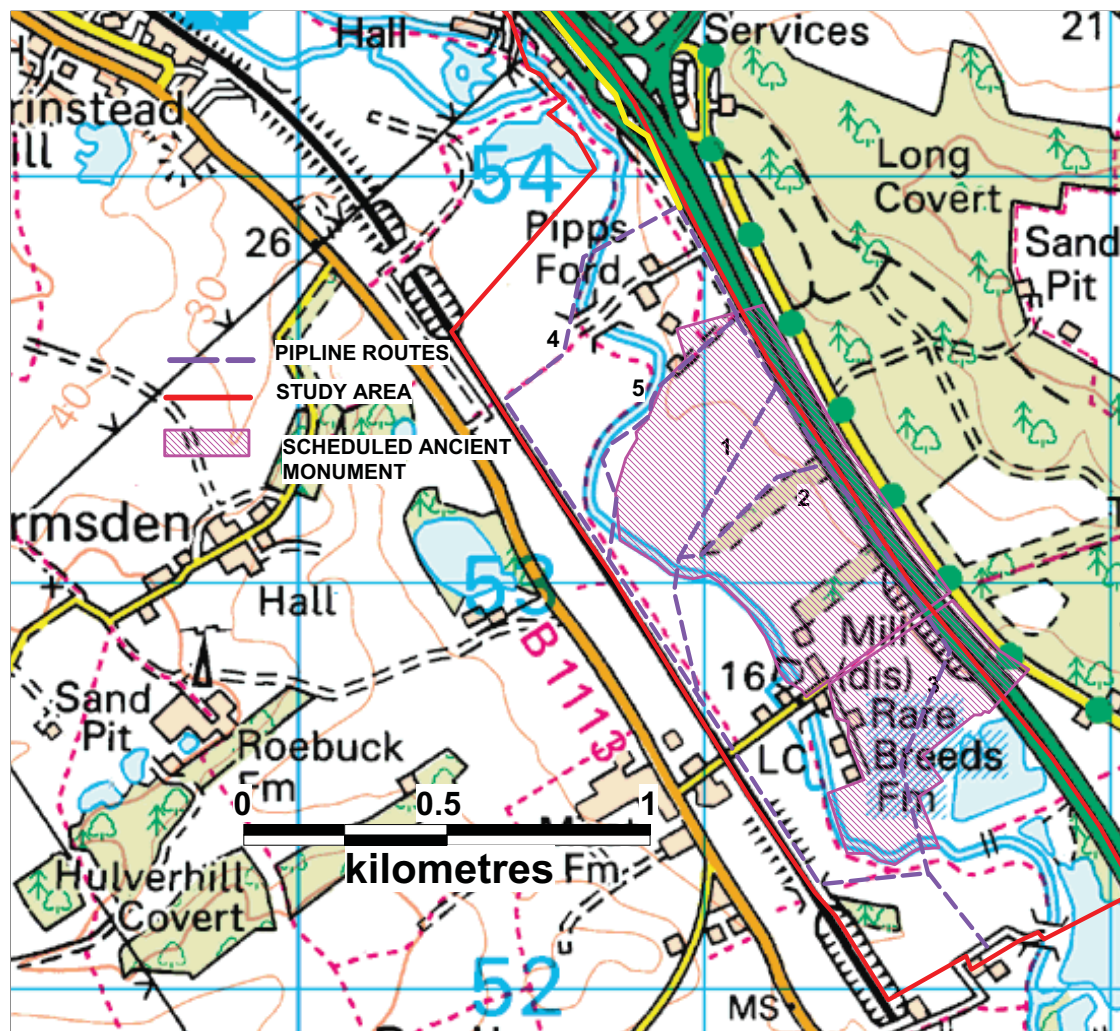 Hall
Services
21
rinstead
ill
54
Long
Covert
26
Pipps
Ford
Sand
Pit
30
4
PIPLINE ROUTES
5
STUDY AREA
40
1
SCHEDULED ANCIENT
MONUMENT
2
rmsden
53
Hall
B 1113
Mill
(dis)
16
3
Sand
Pit
Rare
Breeds
Fm
Roebuck
Fm
LC
0
0.5
1
kilometres
Fm
Hulverhill
Covert
52
MS